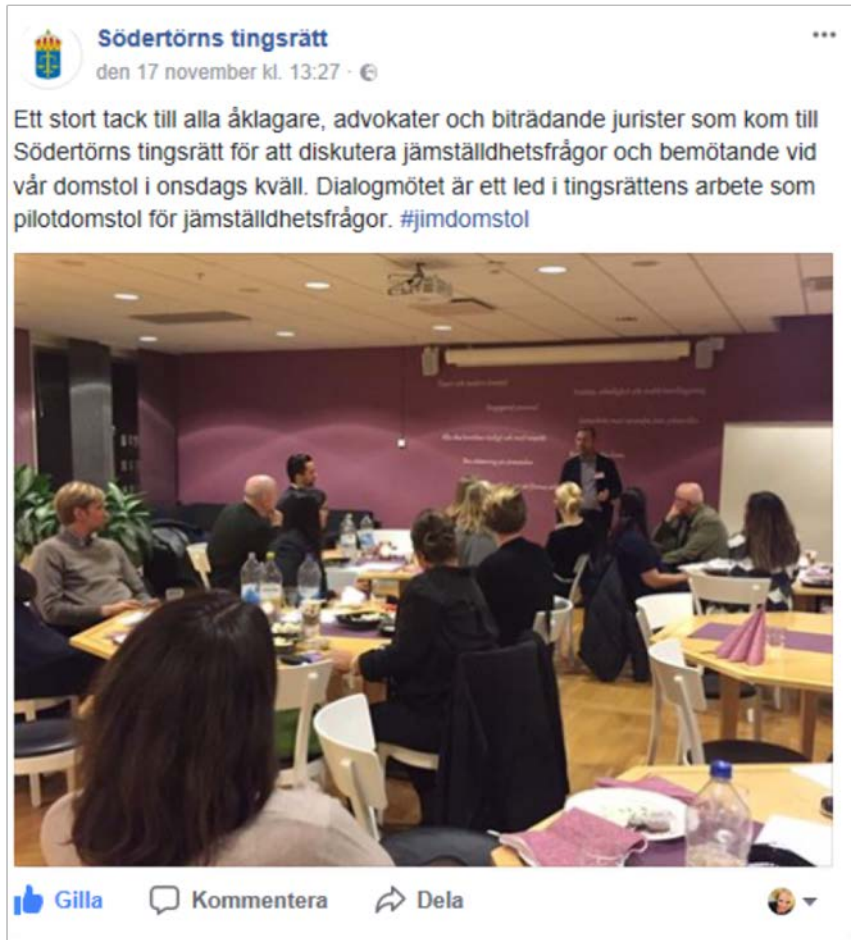 Södertörns tingsrätt
den 17 november kl. 13:27 ·
Ett stort tack till alla åklagare, advokater och biträdande jurister som kom till
Södertörns tingsrätt för att diskutera jämställdhetsfrågor och bemötande vid
vår domstol i onsdags kväll. Dialogmötet är ett led i tingsrättens arbete som
pilotdomstol för jämställdhetsfrågor. #jimdomstol
Gilla Kommentera Dela